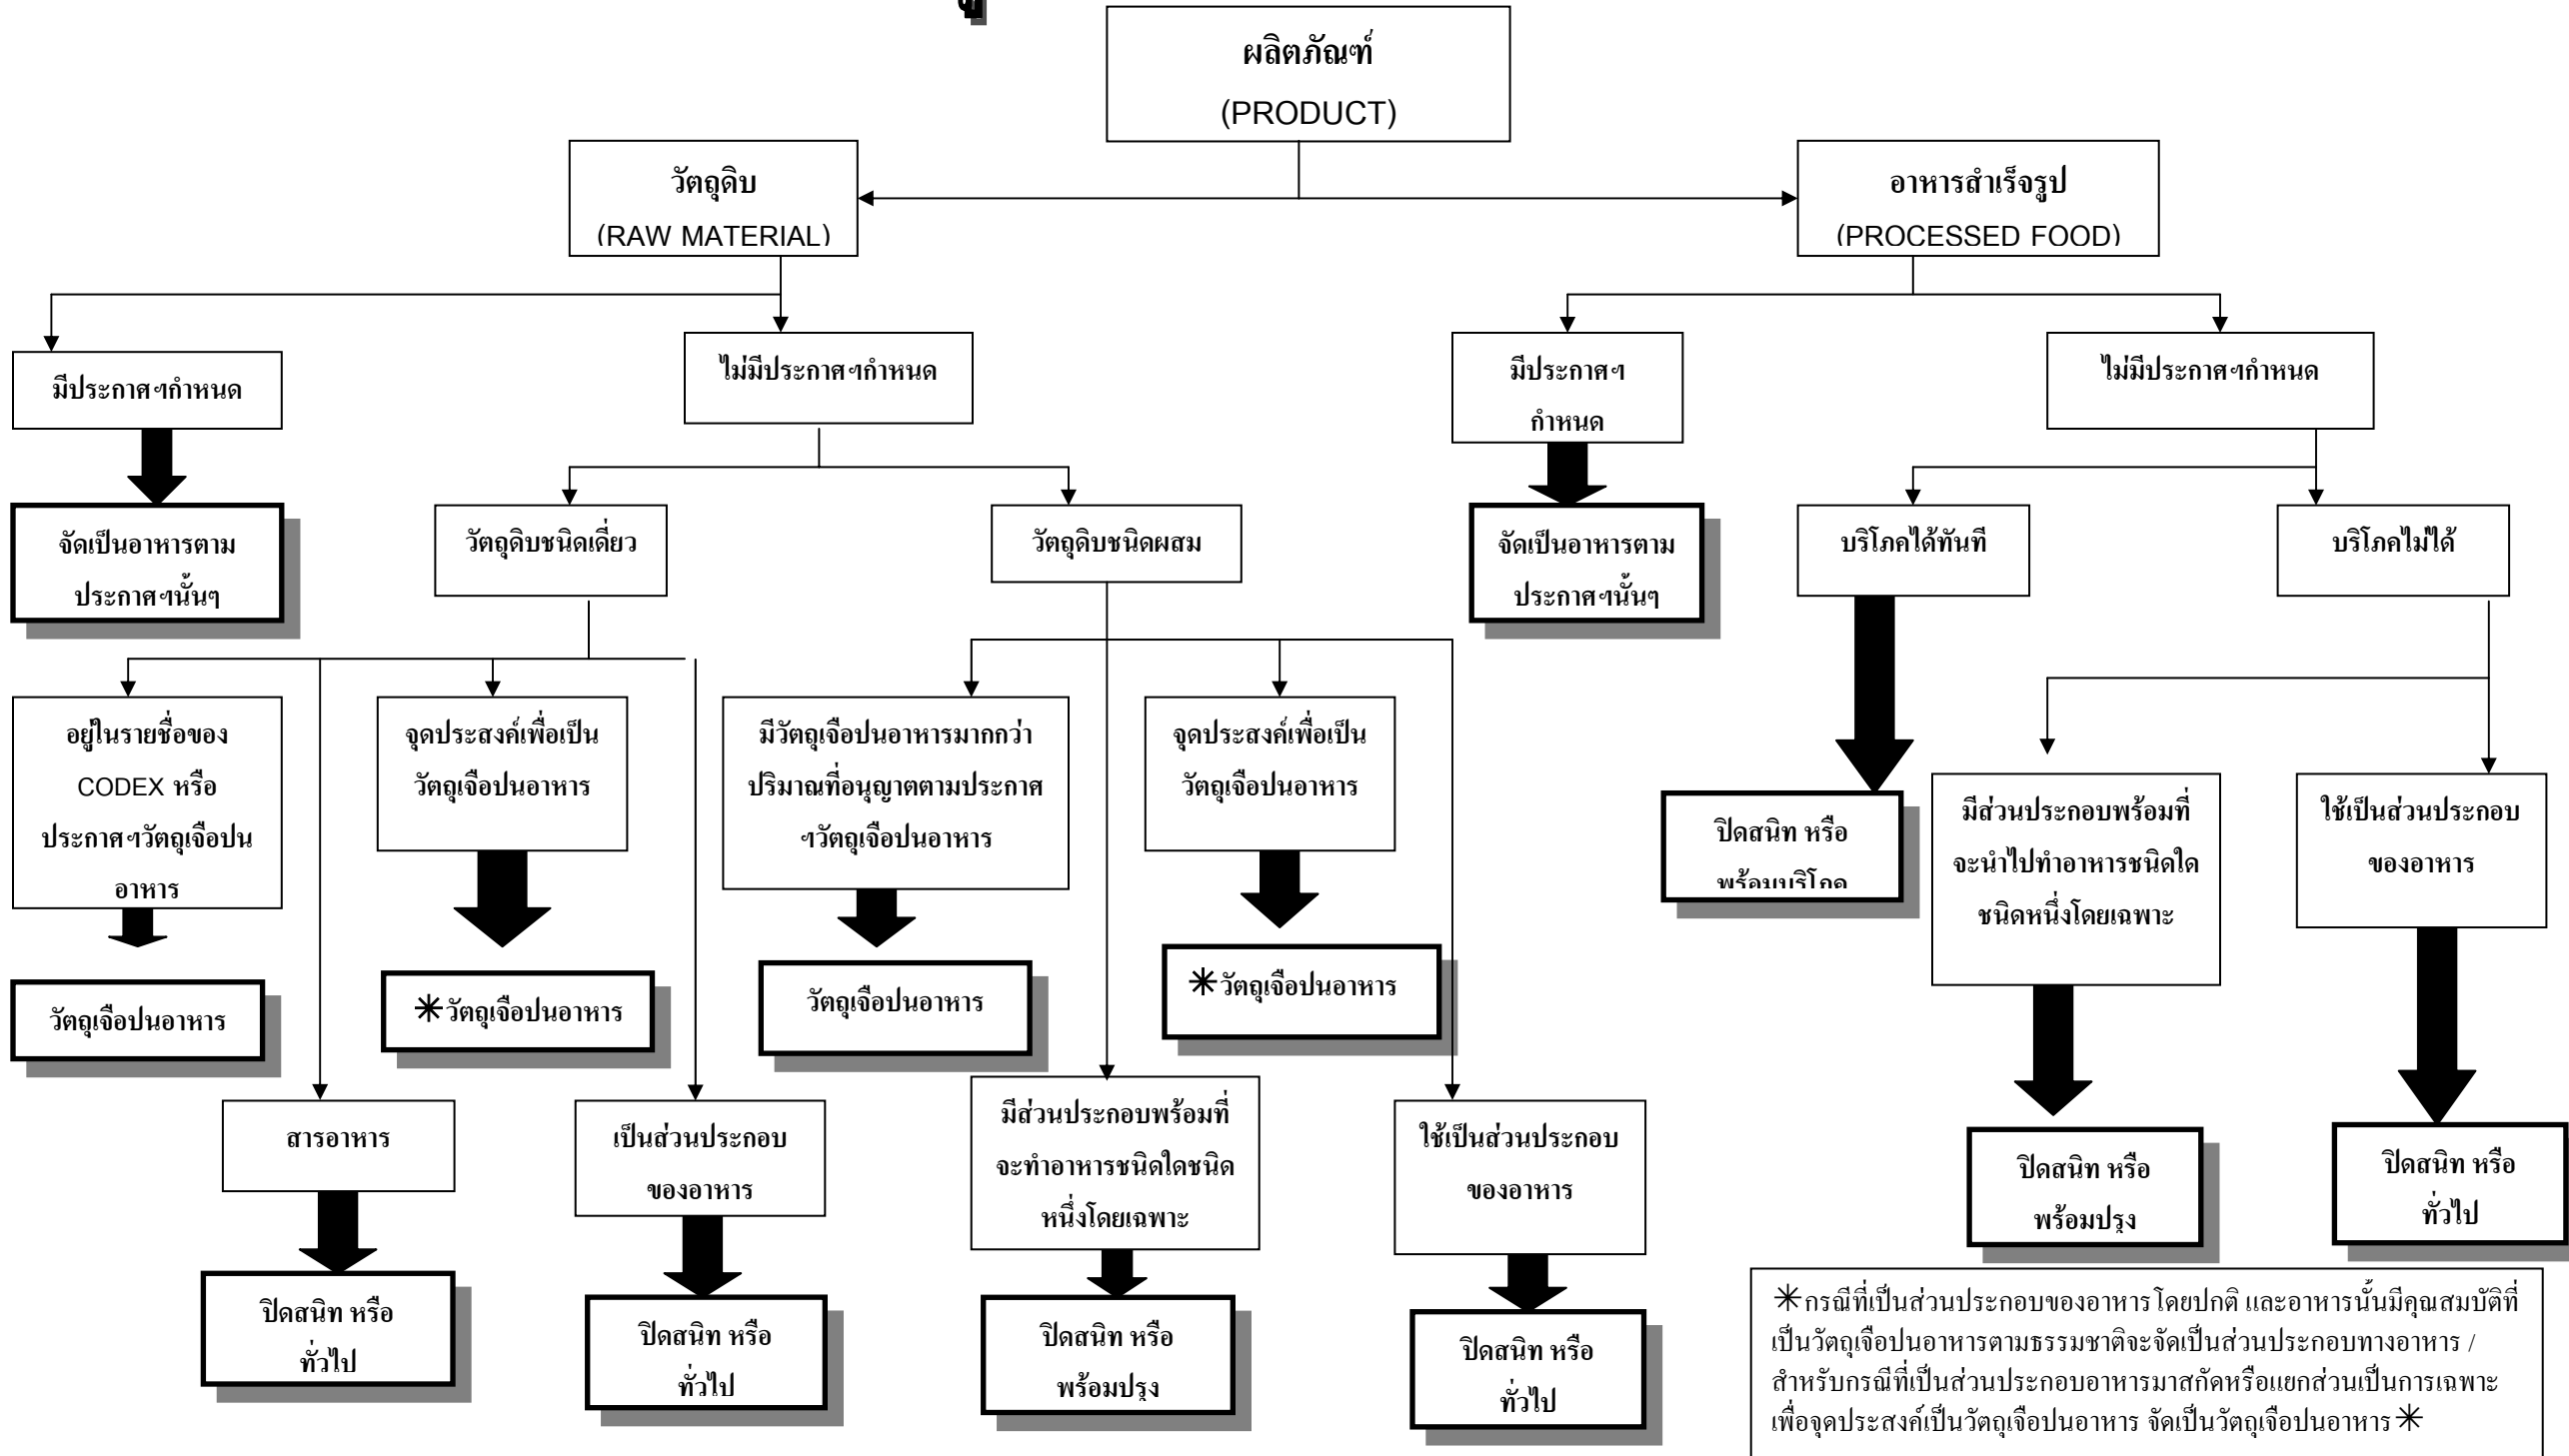 ผลิตภัณฑ์
(PRODUCT)
วัตถุดิบ
(RAW MATERIAL)
อาหารสำเร็จรูป
(PROCESSED FOOD)
มีประกาศฯกำหนด
ไม่มีประกาศฯกำหนด
มีประกาศฯ
กำหนด
ไม่มีประกาศฯกำหนด
จัดเป็นอาหารตาม
ประกาศฯนั้นๆ
วัตถุดิบชนิดเดี่ยว
วัตถุดิบชนิดผสม
จัดเป็นอาหารตาม
ประกาศฯนั้นๆ
บริโภคได้ทันที
บริโภคไม่ได้
อยู่ในรายชื่อของ
CODEX หรือ
ประกาศฯวัตถุเจือปน
อาหาร
จุดประสงค์เพื่อเป็น
วัตถุเจือปนอาหาร
มีวัตถุเจือปนอาหารมากกว่า
ปริมาณที่อนุญาตตามประกาศ
ฯวัตถุเจือปนอาหาร
จุดประสงค์เพื่อเป็น
วัตถุเจือปนอาหาร
ปิดสนิท หรือ
พร้อมบริโภค
มีส่วนประกอบพร้อมที่
จะนำไปทำอาหารชนิดใด
ชนิดหนึ่งโดยเฉพาะ
ใช้เป็นส่วนประกอบ
ของอาหาร
วัตถุเจือปนอาหาร
✳วัตถุเจือปนอาหาร
วัตถุเจือปนอาหาร
✳วัตถุเจือปนอาหาร
สารอาหาร
เป็นส่วนประกอบ
ของอาหาร
มีส่วนประกอบพร้อมที่
จะทำอาหารชนิดใดชนิด
หนึ่งโดยเฉพาะ
ใช้เป็นส่วนประกอบ
ของอาหาร
ปิดสนิท หรือ
พร้อมปรุง
ปิดสนิท หรือ
ทั่วไป
ปิดสนิท หรือ
ทั่วไป
ปิดสนิท หรือ
ทั่วไป
ปิดสนิท หรือ
พร้อมปรุง
ปิดสนิท หรือ
ทั่วไป
✳กรณีที่เป็นส่วนประกอบของอาหารโดยปกติ และอาหารนั้นมีคุณสมบัติที่
เป็นวัตถุเจือปนอาหารตามธรรมชาติจะจัดเป็นส่วนประกอบทางอาหาร /
สำหรับกรณีที่เป็นส่วนประกอบอาหารมาสกัดหรือแยกส่วนเป็นการเฉพาะ
เพื่อจุดประสงค์เป็นวัตถุเจือปนอาหาร จัดเป็นวัตถุเจือปนอาหาร✳